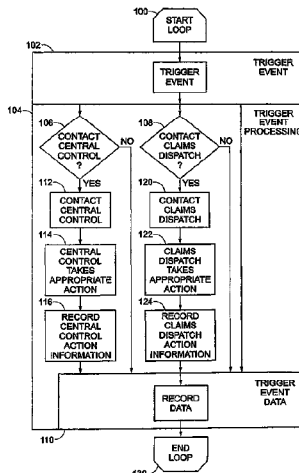 100
START
LOOP
102
TRIGGER
EVENT
TRIGGER
EVENT
104
TRIGGER
EVENT
PROCESSING
106
CONTACT
CENTRAL
CONTROL
?
NO
YES
108
CONTACT
CLAIMS
DISPATCH
?
NO
YES
112
CONTACT
CENTRAL
CONTROL
120
CONTACT
CLAIMS
DISPATCH
114
CENTRAL
CONTROL
TAKES
APPROPRIATE
ACTION
122
CLAIMS
DISPATCH
TAKES
APPROPRIATE
ACTION
116
RECORD
CENTRAL
CONTROL
ACTION
INFORMATION
124
RECORD
CLAIMS
DISPATCH
ACTION
INFORMATION
TRIGGER
EVENT
DATA
RECORD
DATA
110
END
LOOP